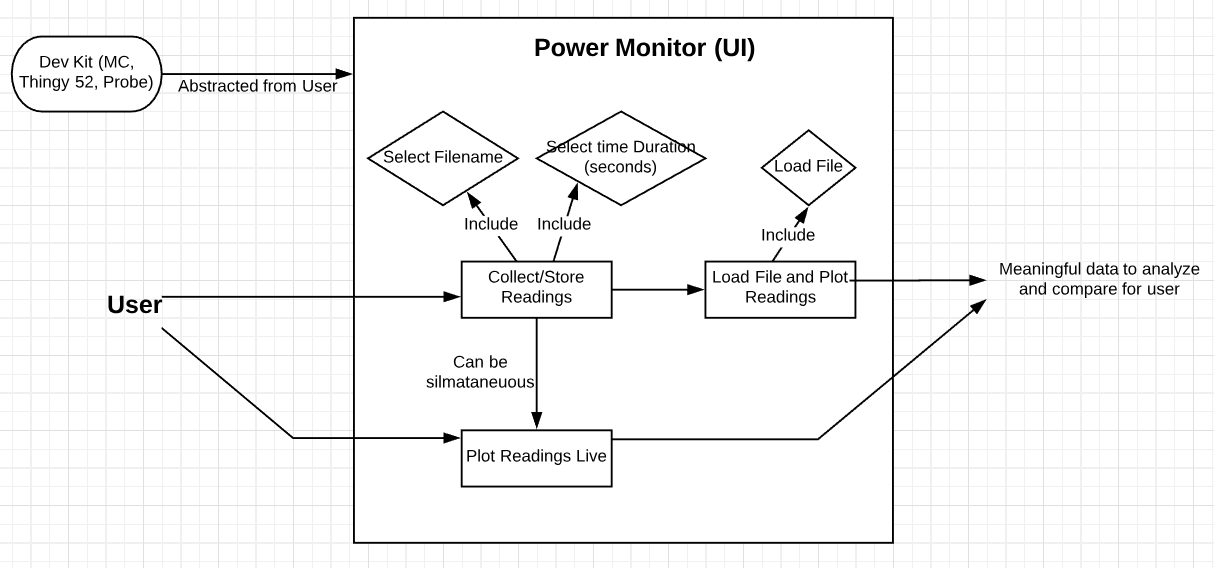 Power Monitor (UI)
Dev Kit (MC,
Thingy 52, Probe)
Abstracted from User
Select Filename
Select time Duration
(seconds)
Load File
Include
Include
Include
Collect/Store
Readings
Load File and Plot
Readings
Meaningful data to analyze
and compare for user
User
Can be
silmataneuous
Plot Readings Live